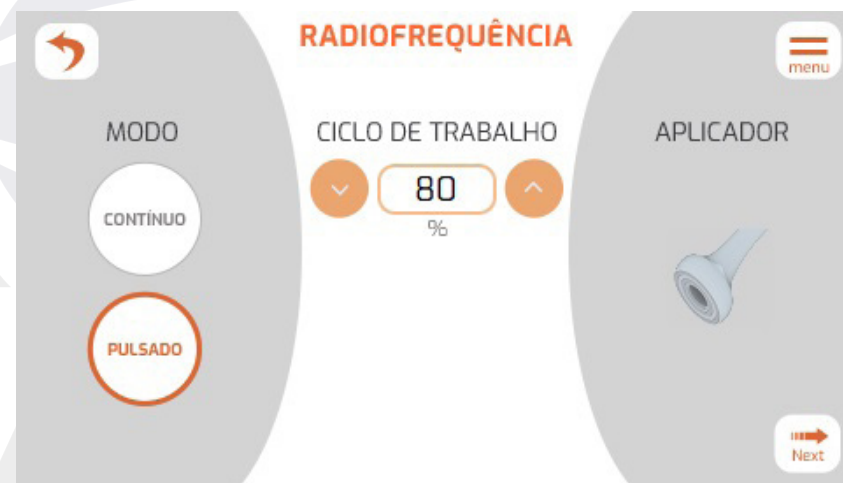 RADIOFREQUÊNCIA
menu
MODO
CONTÍNUO
PULSADO
CICLO DE TRABALHO
80
%
APLICADOR
Next